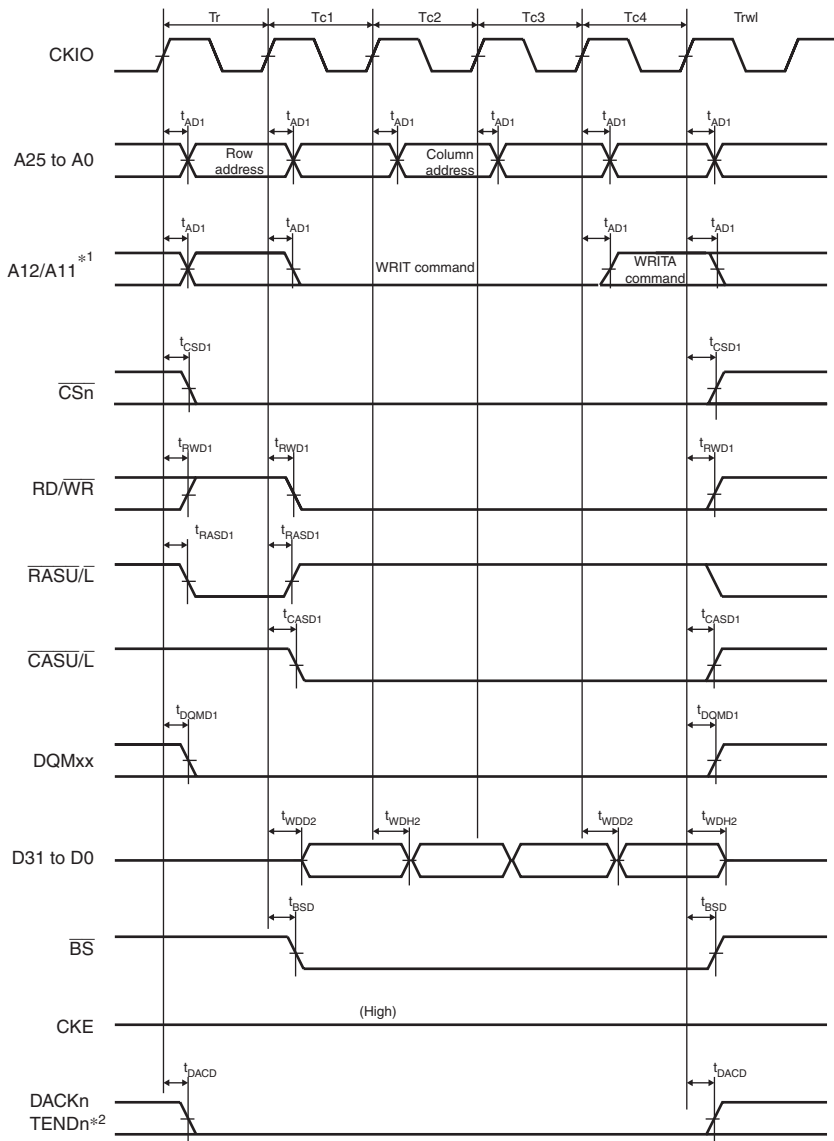 Tr Tc1 Tc2 Tc3 Tc4 Trwl
CKIO
tAD1 tAD1 tAD1 tAD1 tAD1 tAD1
A25 to A0
Row
address
Column
address
tAD1 tAD1 tAD1 tAD1
A12/A11*1
WRIT command
WRITA
command
tCSD1 tCSD1
CSn
tRWD1 tRWD1 tRWD1
RD/WR
tRASD1 tRASD1
RASU/L
tCASD1 tCASD1
CASU/L
tDQMD1 tDQMD1
DQMxx
tWDD2 tWDH2 tWDD2 tWDH2
D31 to D0
tBSD tBSD
BS
(High)
CKE
tDACD tDACD
DACKn
TENDn*2